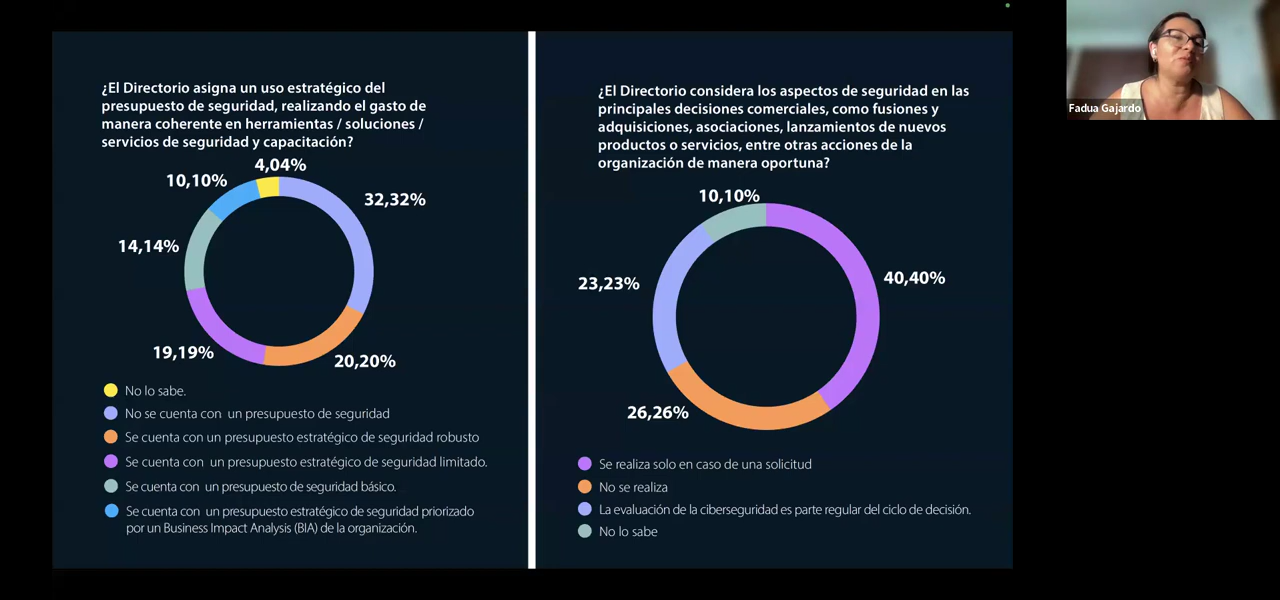 ¿El Directorio asigna un uso estratégico del
presupuesto de seguridad, realizando el gasto de
manera coherente en herramientas / soluciones /
servicios de seguridad y capacitación?
4,04%
10,10%
32,32%
14,14%
19,19%
20,20%
No lo sabe.
No se cuenta con un presupuesto de seguridad
Se cuenta con un presupuesto estratégico de seguridad robusto
Se cuenta con un presupuesto estratégico de seguridad limitado.
Se cuenta con un presupuesto de seguridad básico.
Se cuenta con un presupuesto estratégico de seguridad priorizado
por un Business Impact Analysis (BIA) de la organización.
¿El Directorio considera los aspectos de seguridad en las
principales decisiones comerciales, como fusiones y
adquisiciones, asociaciones, lanzamientos de nuevos
productos o servicios, entre otras acciones de la
organización de manera oportuna?
10,10%
23,23%
40,40%
26,26%
Se realiza solo en caso de una solicitud
No se realiza
La evaluación de la ciberseguridad es parte regular del ciclo de decisión.
No lo sabe
Fadua Gajardo